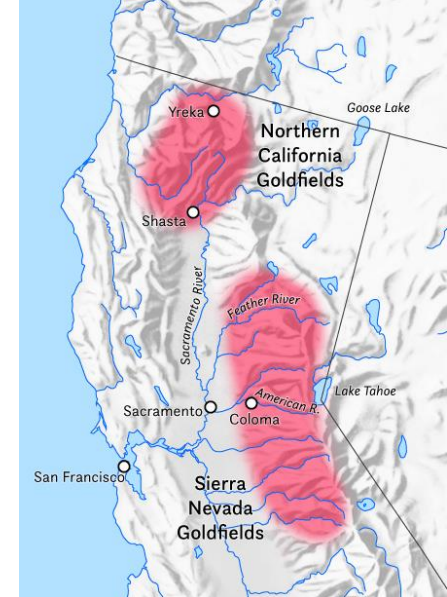 Goose Lake
Yreka
Northern
California
Goldfields
Shasta
Sacramento River
Feather River
Lake Tahoe
American R.
Sacramento
Coloma
San Francisco
Sierra
Nevada
Goldfields